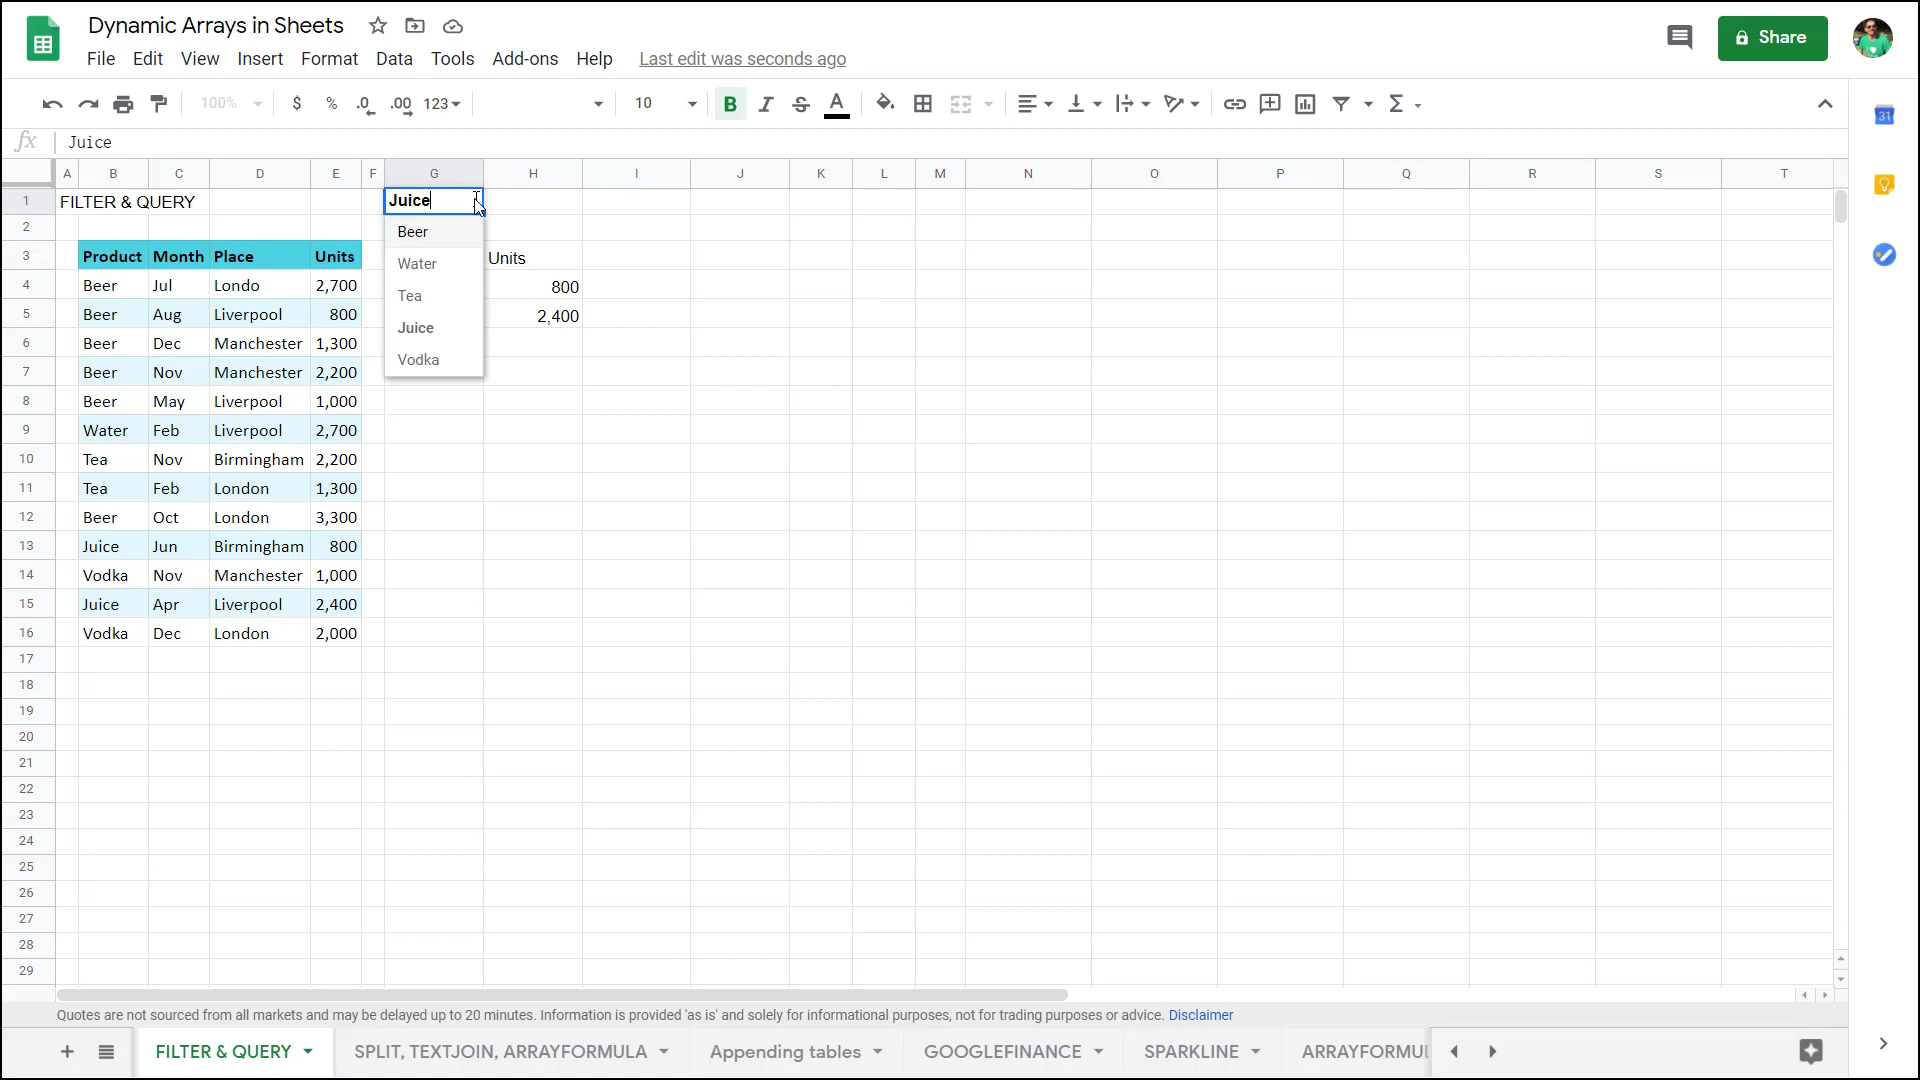 Dynamic Arrays in Sheets
File Edit View Insert Format Data Tools Add-ons Help Last edit was seconds ago
Share
100% $ % .0 .00 123 10 B I S A Σ
31
fx Juice
A B C D E F G H I J K L M N O P Q R S T
1 FILTER & QUERY Juice
2 Beer
3 Product Month Place Units Water Units
4 Beer Jul Londo 2,700 Tea 800
5 Beer Aug Liverpool 800 Juice 2,400
6 Beer Dec Manchester 1,300 Vodka
7 Beer Nov Manchester 2,200
8 Beer May Liverpool 1,000
9 Water Feb Liverpool 2,700
10 Tea Nov Birmingham 2,200
11 Tea Feb London 1,300
12 Beer Oct London 3,300
13 Juice Jun Birmingham 800
14 Vodka Nov Manchester 1,000
15 Juice Apr Liverpool 2,400
16 Vodka Dec London 2,000
17
18
19
20
21
22
23
24
25
26
27
28
29
Quotes are not sourced from all markets and may be delayed up to 20 minutes. Information is provided 'as is' and solely for informational purposes, not for trading purposes or advice. Disclaimer
+ FILTER & QUERY SPLIT, TEXTJOIN, ARRAYFORMULA Appending tables GOOGLEFINANCE SPARKLINE ARRAYFORMU